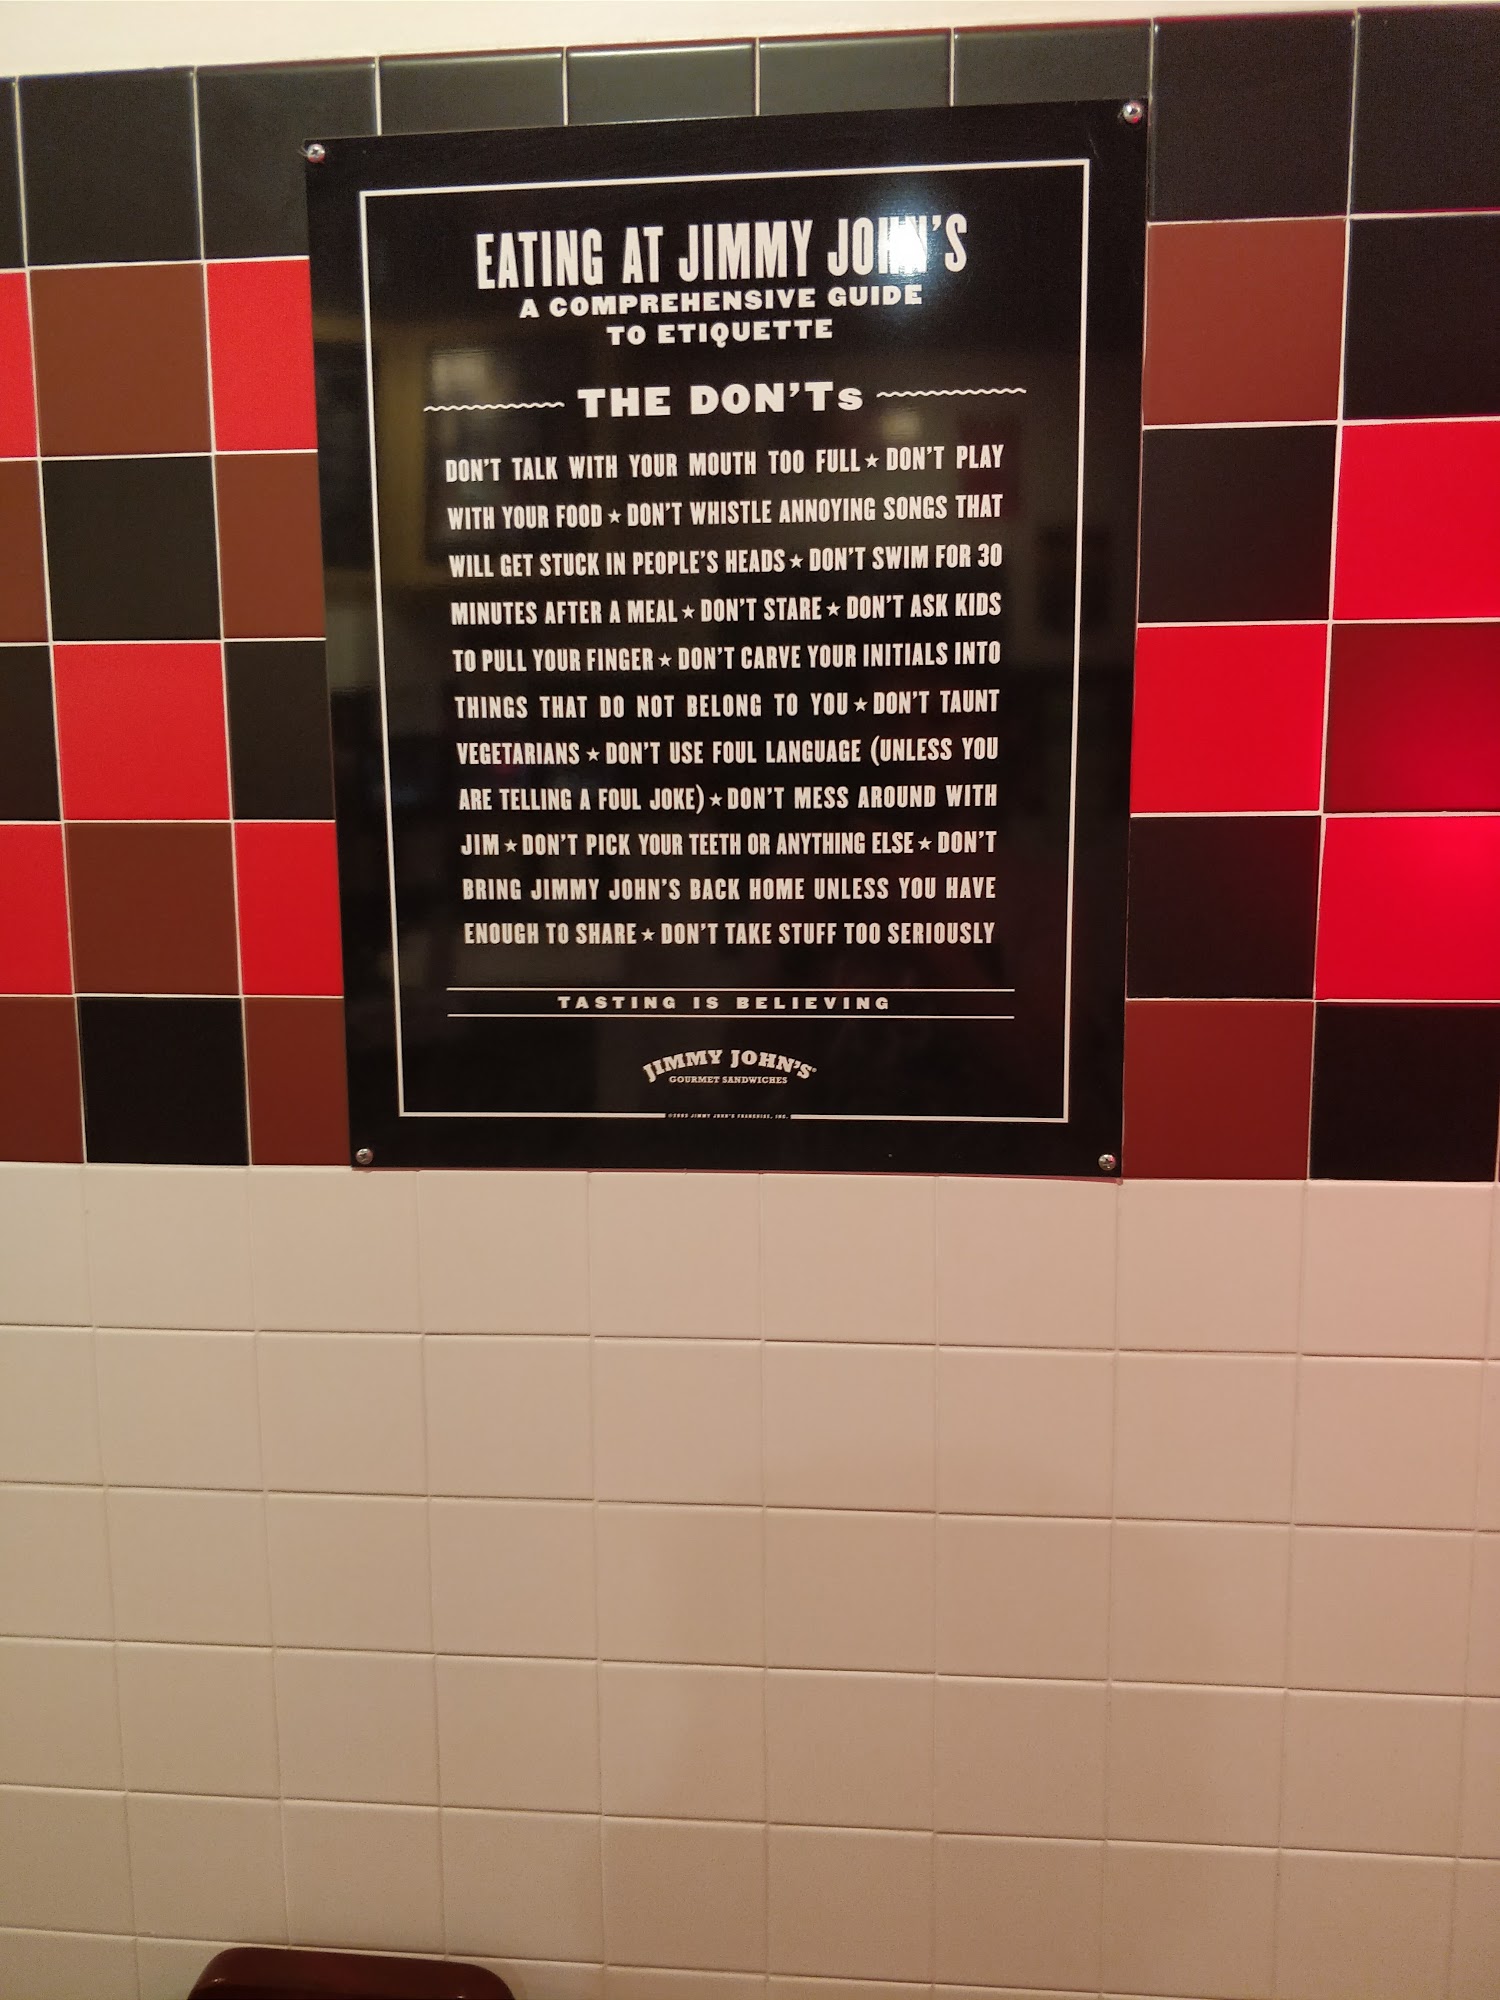 EATING AT JIMMY JOHN'S
A COMPREHENSIVE GUIDE
TO ETIQUETTE
THE DON'Ts
DON'T TALK WITH YOUR MOUTH TOO FULL ★ DON'T PLAY
WITH YOUR FOOD ★ DON'T WHISTLE ANNOYING SONGS THAT
WILL GET STUCK IN PEOPLE'S HEADS ★ DON'T SWIM FOR 30
MINUTES AFTER A MEAL ★ DON'T STARE ★ DON'T ASK KIDS
TO PULL YOUR FINGER ★ DON'T CARVE YOUR INITIALS INTO
THINGS THAT DO NOT BELONG TO YOU ★ DON'T TAUNT
VEGETARIANS ★ DON'T USE FOUL LANGUAGE (UNLESS YOU
ARE TELLING A FOUL JOKE) ★ DON'T MESS AROUND WITH
JIM ★ DON'T PICK YOUR TEETH OR ANYTHING ELSE ★ DON'T
BRING JIMMY JOHN'S BACK HOME UNLESS YOU HAVE
ENOUGH TO SHARE ★ DON'T TAKE STUFF TOO SERIOUSLY
TASTING IS BELIEVING
JIMMY JOHN'S®
GOURMET SANDWICHES
JIMMY JOHN'S FRANCHISE, INC.